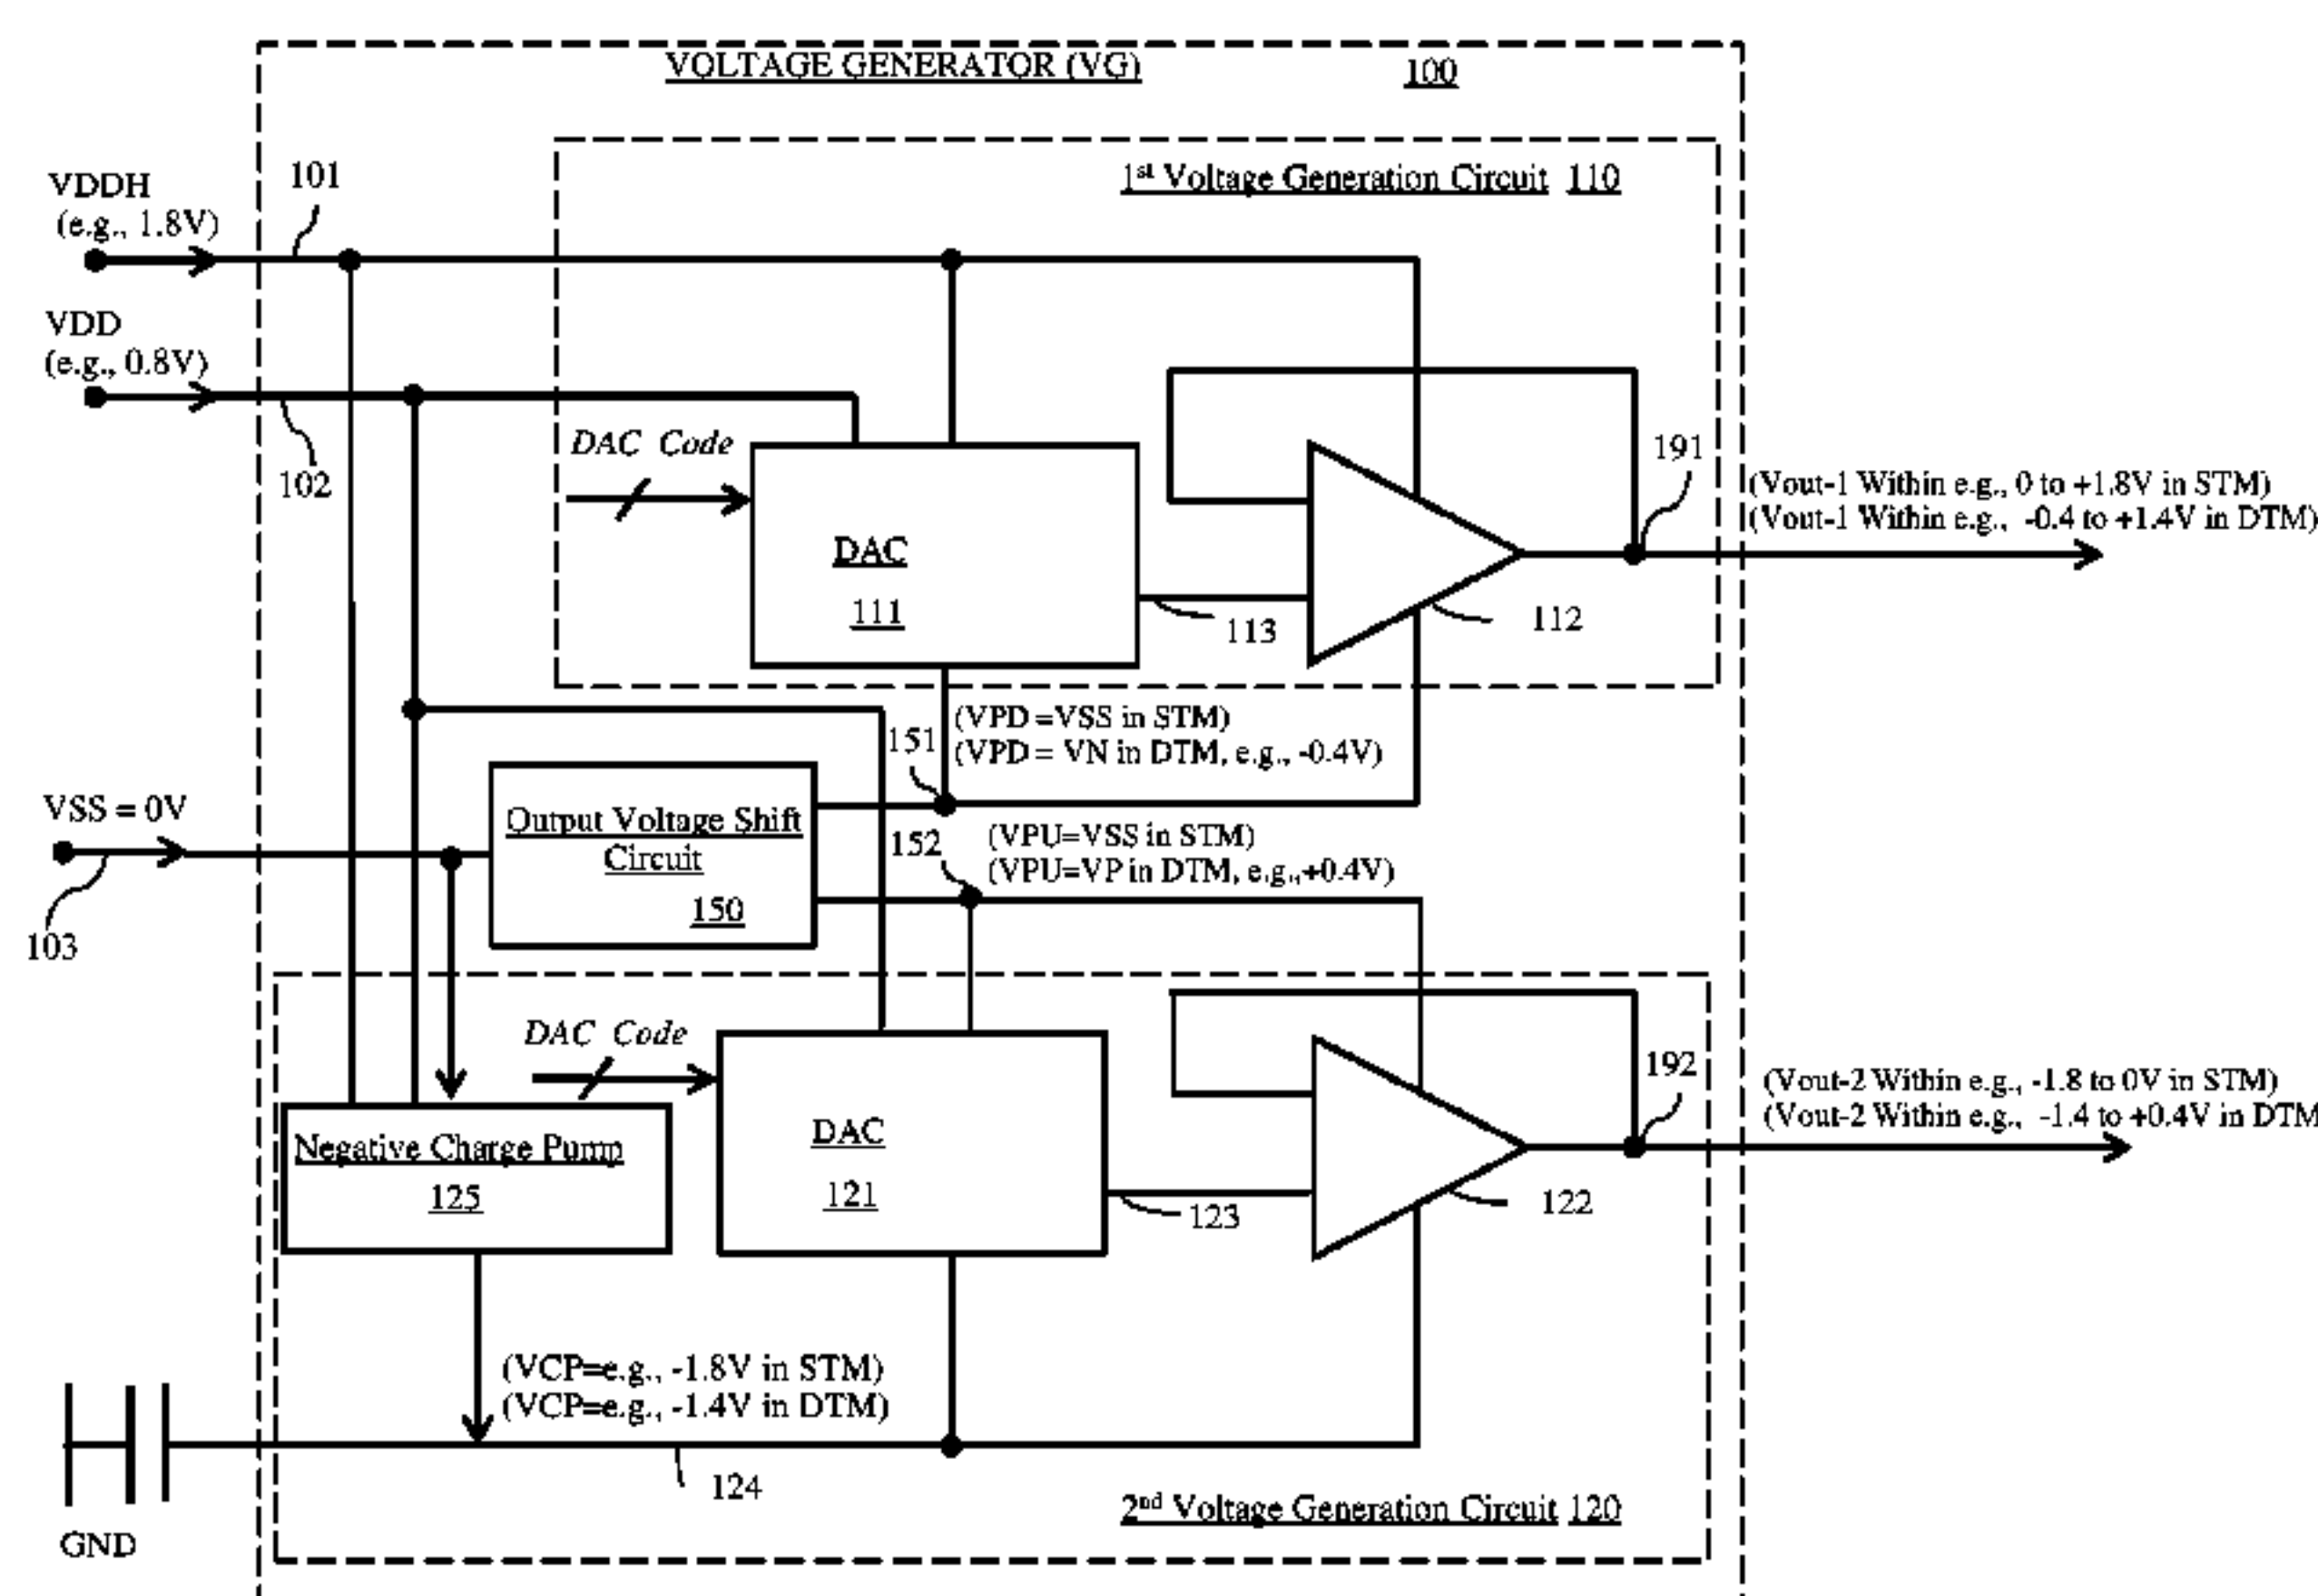 VOLTAGE GENERATOR (VG) 100
1st Voltage Generation Circuit 110
VDDH
(e.g., 1.8V)
101
VDD
(e.g., 0.8V)
102
DAC Code
DAC
111
113
112
191
(Vout-1 Within e.g., 0 to +1.8V in STM)
(Vout-1 Within e.g., -0.4 to +1.4V in DTM)
(VPD =VSS in STM)
(VPD = VN in DTM, e.g., -0.4V)
151
VSS = 0V
103
Output Voltage Shift
Circuit
150
152
(VPU=VSS in STM)
(VPU=VP in DTM, e.g.,+0.4V)
DAC Code
DAC
121
123
122
192
(Vout-2 Within e.g., -1.8 to 0V in STM)
(Vout-2 Within e.g., -1.4 to +0.4V in DTM
Negative Charge Pump
125
(VCP=e.g., -1.8V in STM)
(VCP=e.g., -1.4V in DTM)
124
GND
2nd Voltage Generation Circuit 120